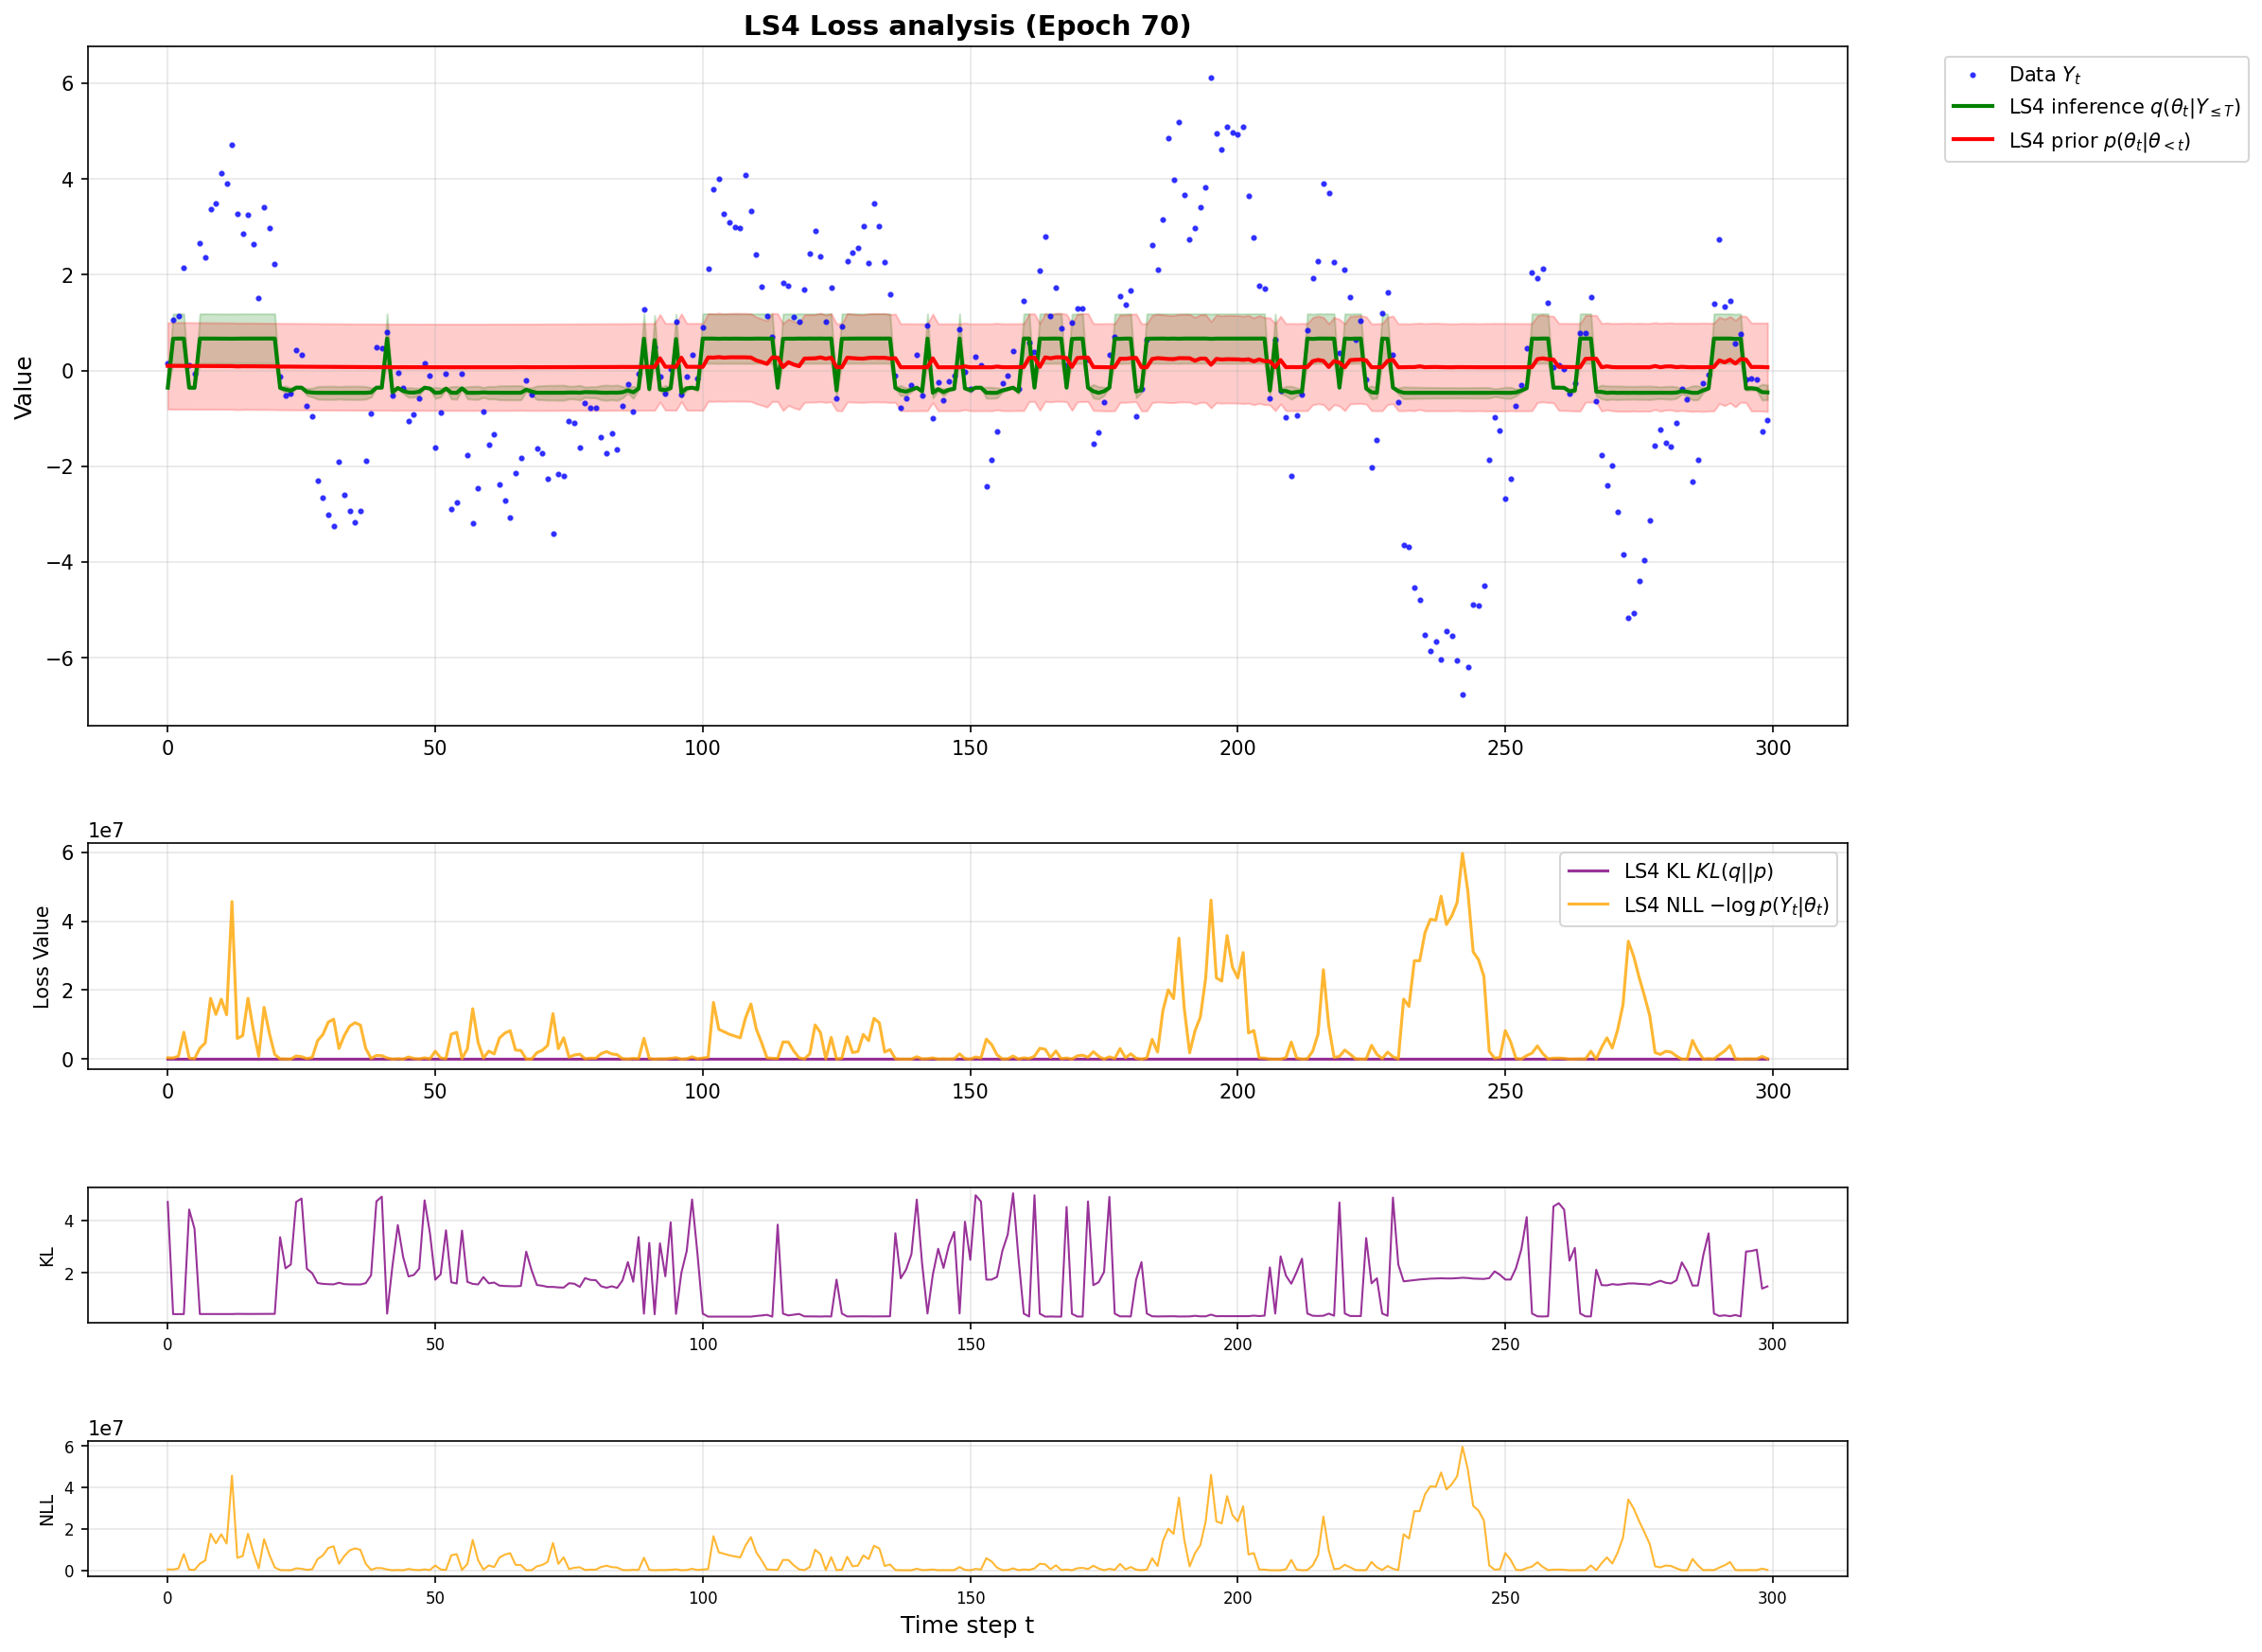 LS4 Loss analysis (Epoch 70)
Data Y_t
LS4 inference q(θ_t|Y_{≤T})
LS4 prior p(θ_t|θ_{<t})
Value
6
4
2
0
−2
−4
−6
0 50 100 150 200 250 300
1e7
Loss Value
6
4
2
0
LS4 KL KL(q||p)
LS4 NLL −log p(Y_t|θ_t)
0 50 100 150 200 250 300
KL
4
2
0 50 100 150 200 250 300
1e7
NLL
6
4
2
0
0 50 100 150 200 250 300
Time step t